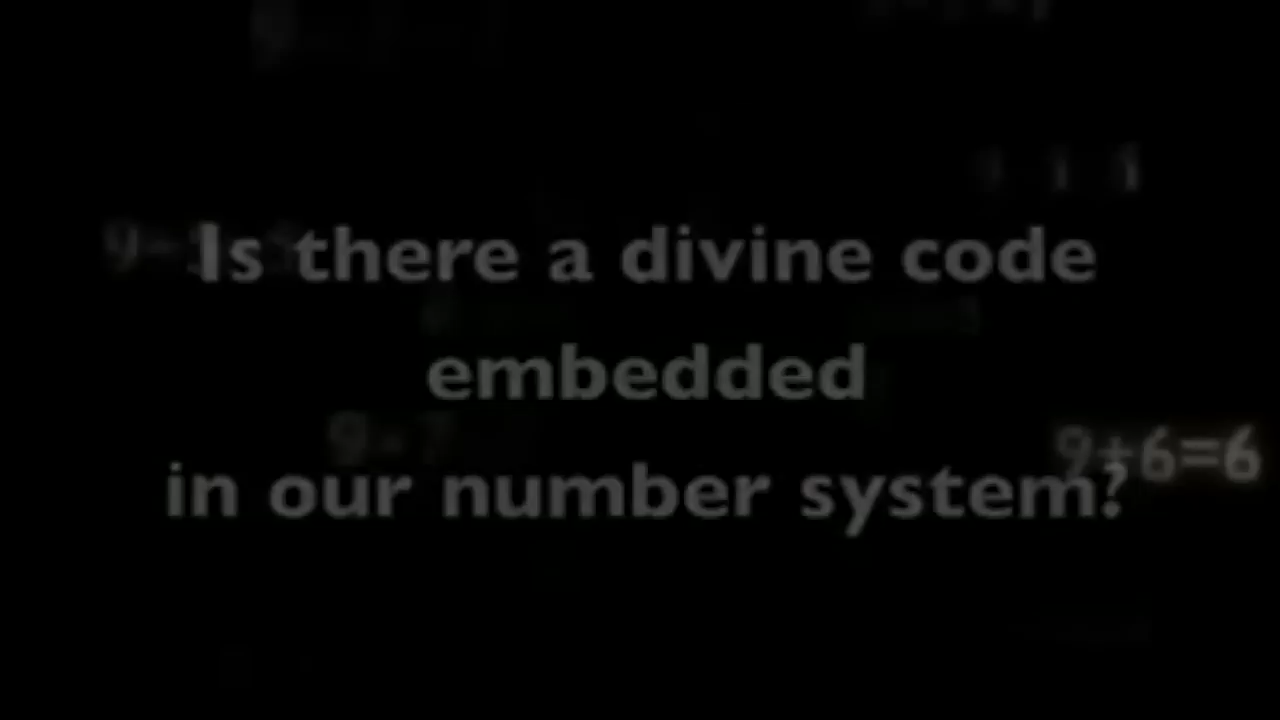 Is there a divine code
embedded
in our number system?
9+6=6